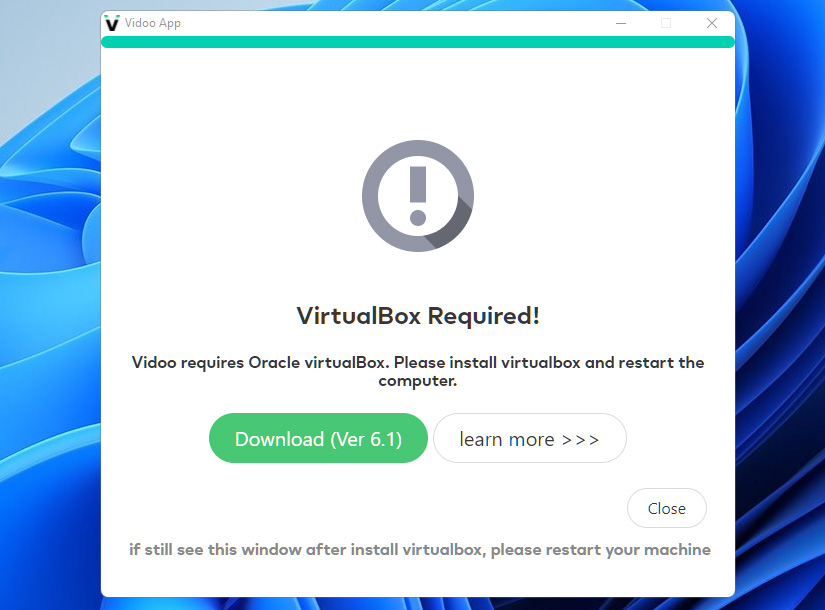 Vidoo App
VirtualBox Required!
Vidoo requires Oracle virtualBox. Please install virtualbox and restart the
computer.
Download (Ver 6.1)
learn more >>>
Close
if still see this window after install virtualbox, please restart your machine